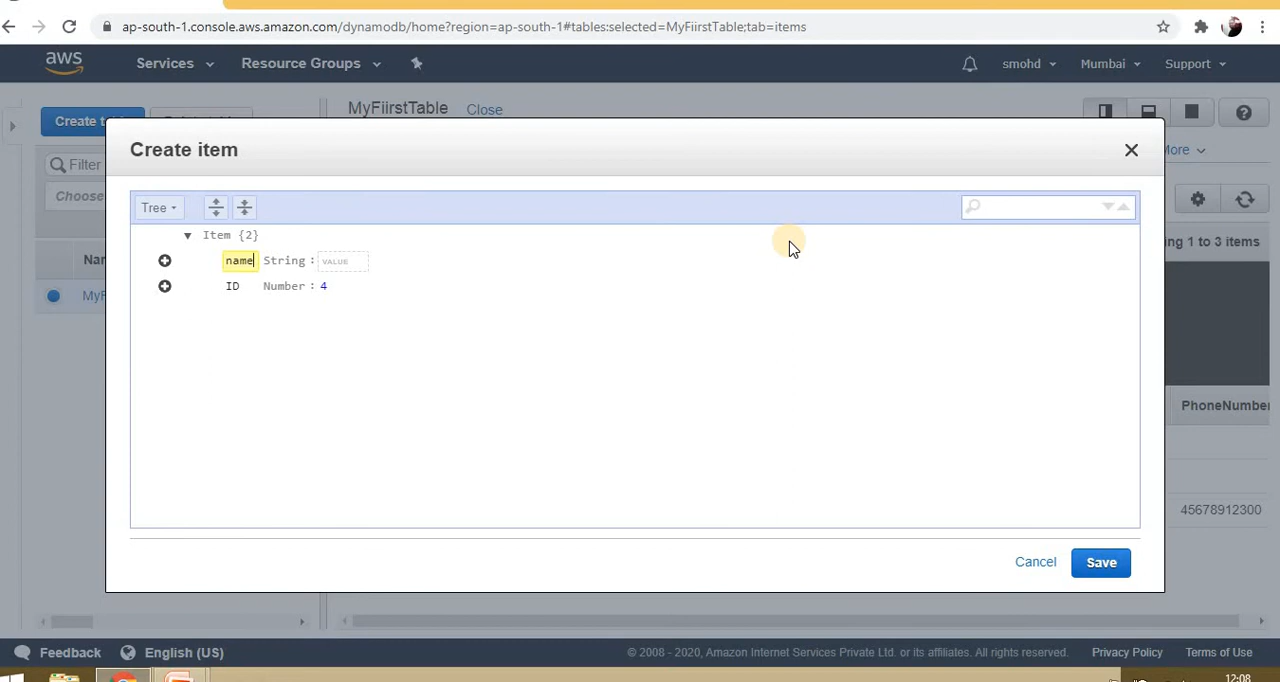 ap-south-1.console.aws.amazon.com/dynamodb/home?region=ap-south-1#tables:selected=MyFiirstTable;tab=items
aws Services Resource Groups smohd Mumbai Support
Create MyFiirstTable Close
Create item
More
Filter
Choose
Tree
Item {2}
ing 1 to 3 items
name String : VALUE
ID Number : 4
PhoneNumber
45678912300
Cancel Save
Feedback English (US) © 2008 - 2020, Amazon Internet Services Private Ltd. or its affiliates. All rights reserved. Privacy Policy Terms of Use
12:08